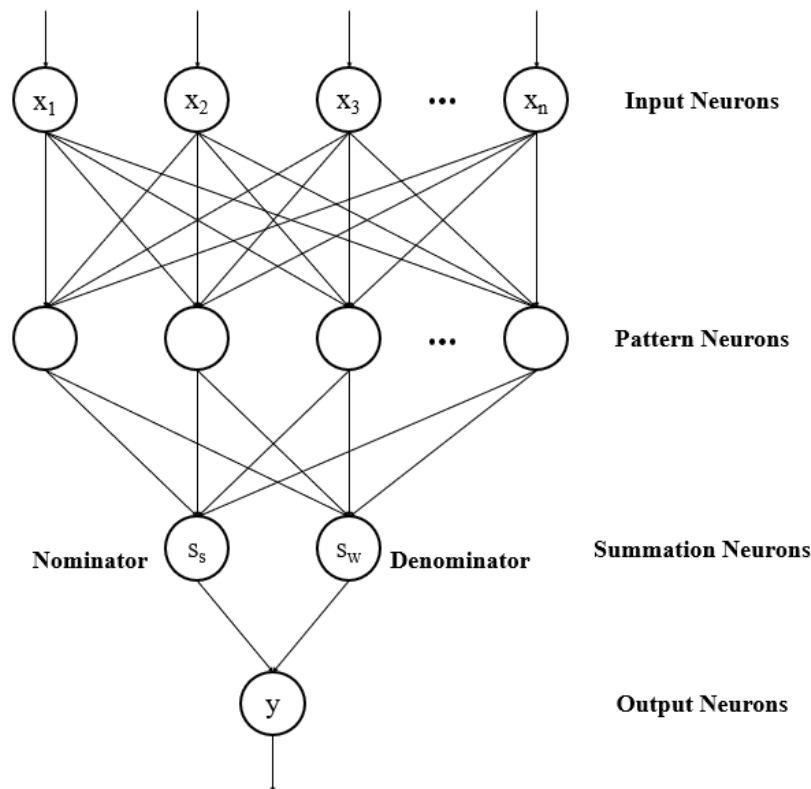 x1 x2 x3 ... xn Input Neurons
... Pattern Neurons
Nominator ss sw Denominator Summation Neurons
y Output Neurons